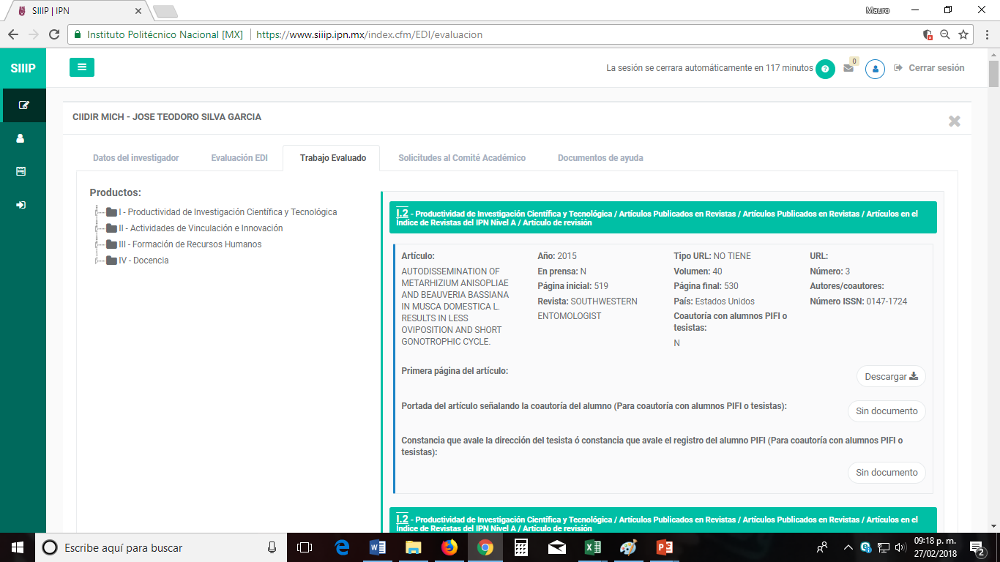 SIIIP | IPN
Mauro
Instituto Politécnico Nacional [MX] | https://www.siiip.ipn.mx/index.cfm/EDI/evaluacion
SIIIP
La sesión se cerrara automáticamente en 117 minutos
?
0
Cerrar sesión
CIIDIR MICH - JOSE TEODORO SILVA GARCIA
Datos del investigador
Evaluación EDI
Trabajo Evaluado
Solicitudes al Comité Académico
Documentos de ayuda
Productos:
I - Productividad de Investigación Científica y Tecnológica
II - Actividades de Vinculación e Innovación
III - Formación de Recursos Humanos
IV - Docencia
I.2 - Productividad de Investigación Científica y Tecnológica / Artículos Publicados en Revistas / Artículos Publicados en Revistas / Artículos en el
Índice de Revistas del IPN Nivel A / Artículo de revisión
Artículo:
AUTODISSEMINATION OF
METARHIZIUM ANISOPLIAE
AND BEAUVERIA BASSIANA
IN MUSCA DOMESTICA L.
RESULTS IN LESS
OVIPOSITION AND SHORT
GONOTROPHIC CYCLE.
Año: 2015
En prensa: N
Página inicial: 519
Revista: SOUTHWESTERN
ENTOMOLOGIST
Tipo URL: NO TIENE
Volumen: 40
Página final: 530
País: Estados Unidos
Coautoría con alumnos PIFI o
tesistas:
N
URL:
Número: 3
Autores/coautores:
Número ISSN: 0147-1724
Primera página del artículo:
Descargar
Portada del artículo señalando la coautoría del alumno (Para coautoría con alumnos PIFI o tesistas):
Sin documento
Constancia que avale la dirección del tesista ó constancia que avale el registro del alumno PIFI (Para coautoría con alumnos PIFI o
tesistas):
Sin documento
I.2 - Productividad de Investigación Científica y Tecnológica / Artículos Publicados en Revistas / Artículos Publicados en Revistas / Artículos en el
Índice de Revistas del IPN Nivel A / Artículo de revisión
Escribe aquí para buscar
09:18 p. m.
27/02/2018
2